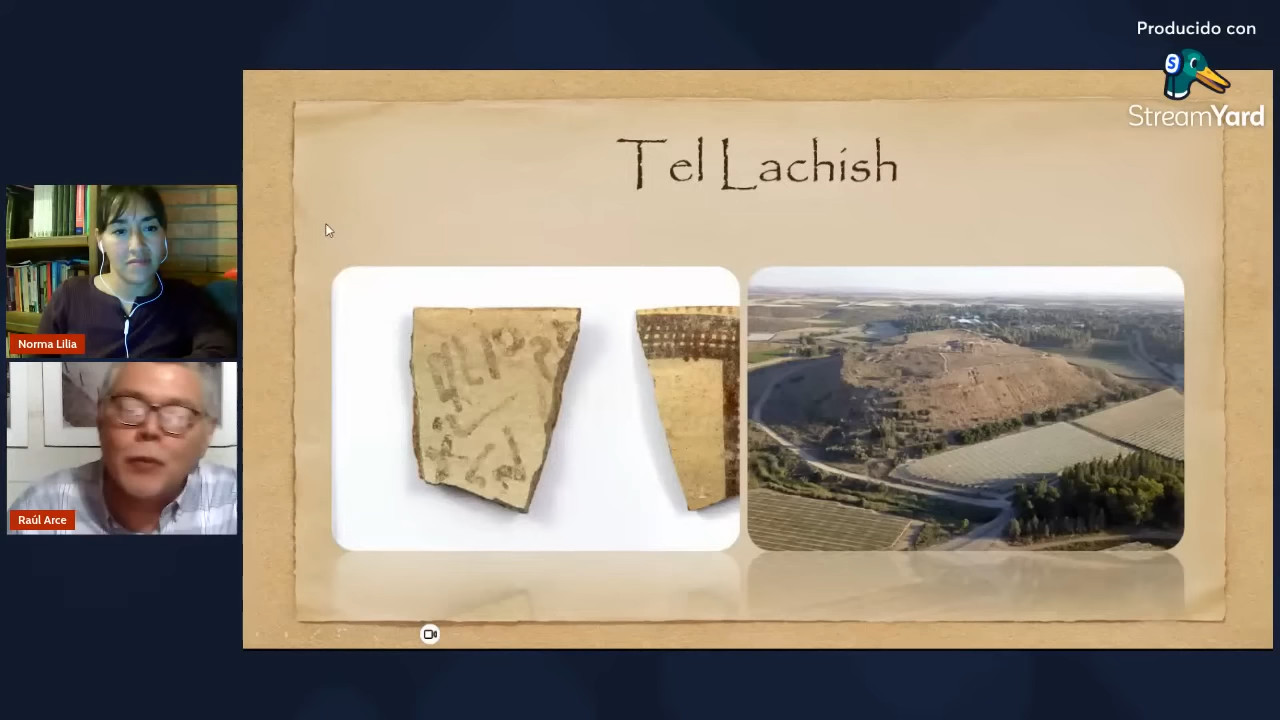 Producido con
StreamYard
Tel Lachish
Norma Lilia
Raúl Arce